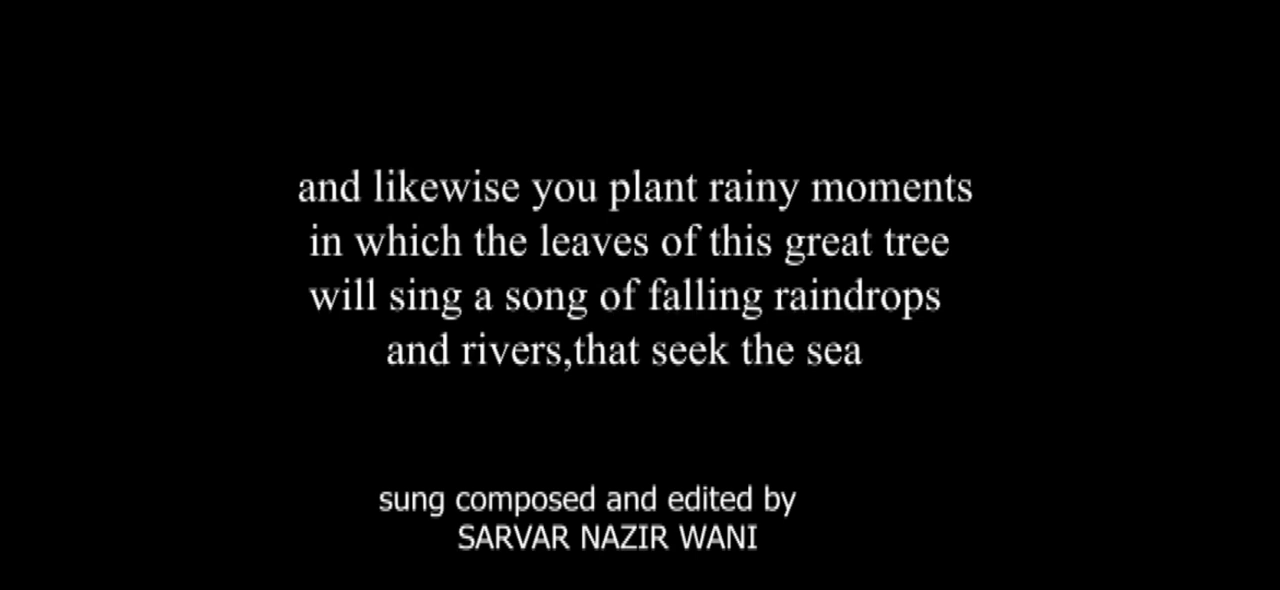 and likewise you plant rainy moments
in which the leaves of this great tree
will sing a song of falling raindrops
and rivers,that seek the sea
sung composed and edited by
SARVAR NAZIR WANI